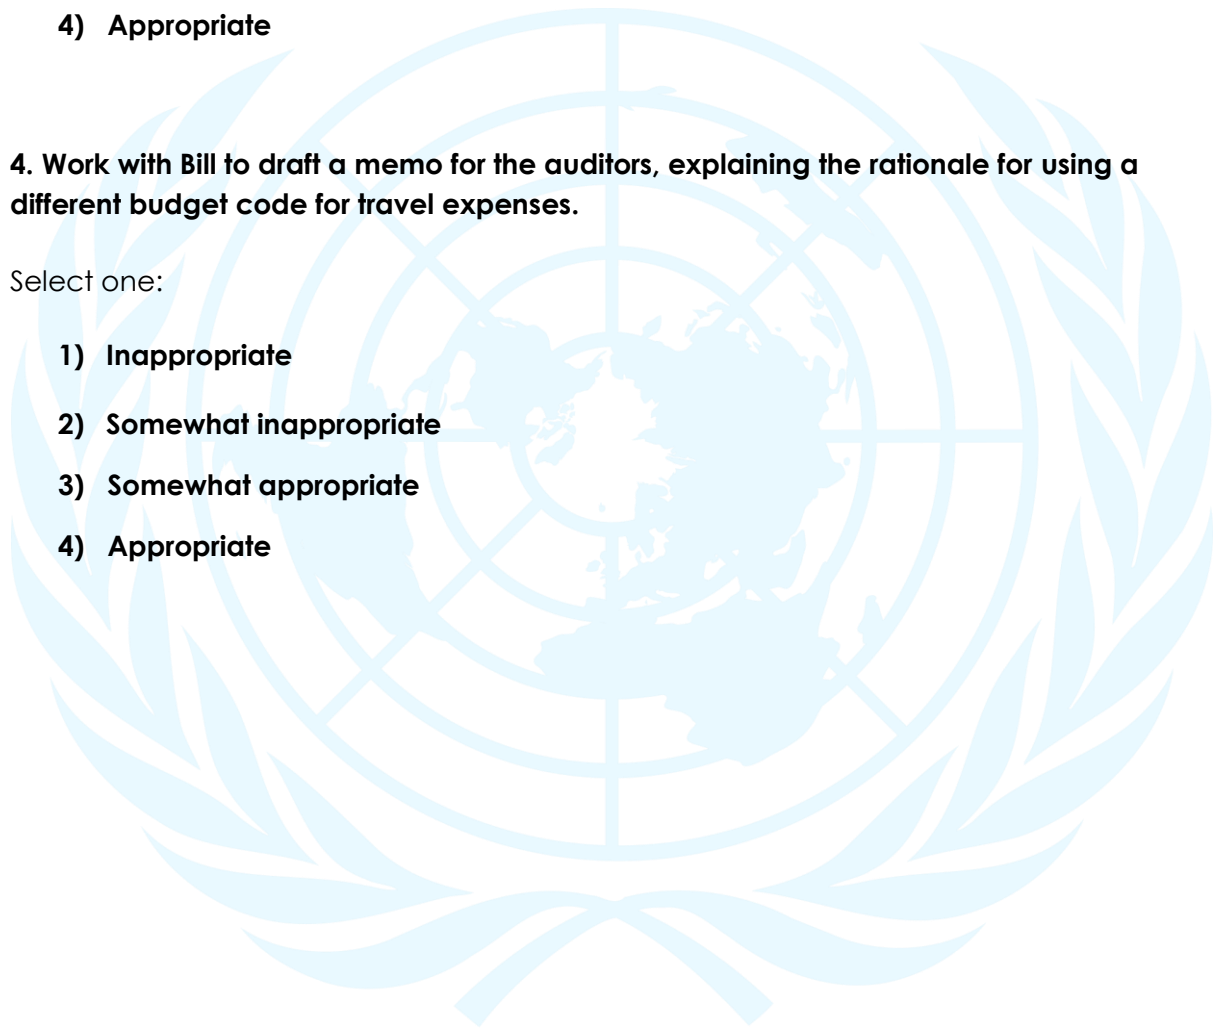 4) Appropriate
4. Work with Bill to draft a memo for the auditors, explaining the rationale for using a
different budget code for travel expenses.
Select one:
1) Inappropriate
2) Somewhat inappropriate
3) Somewhat appropriate
4) Appropriate